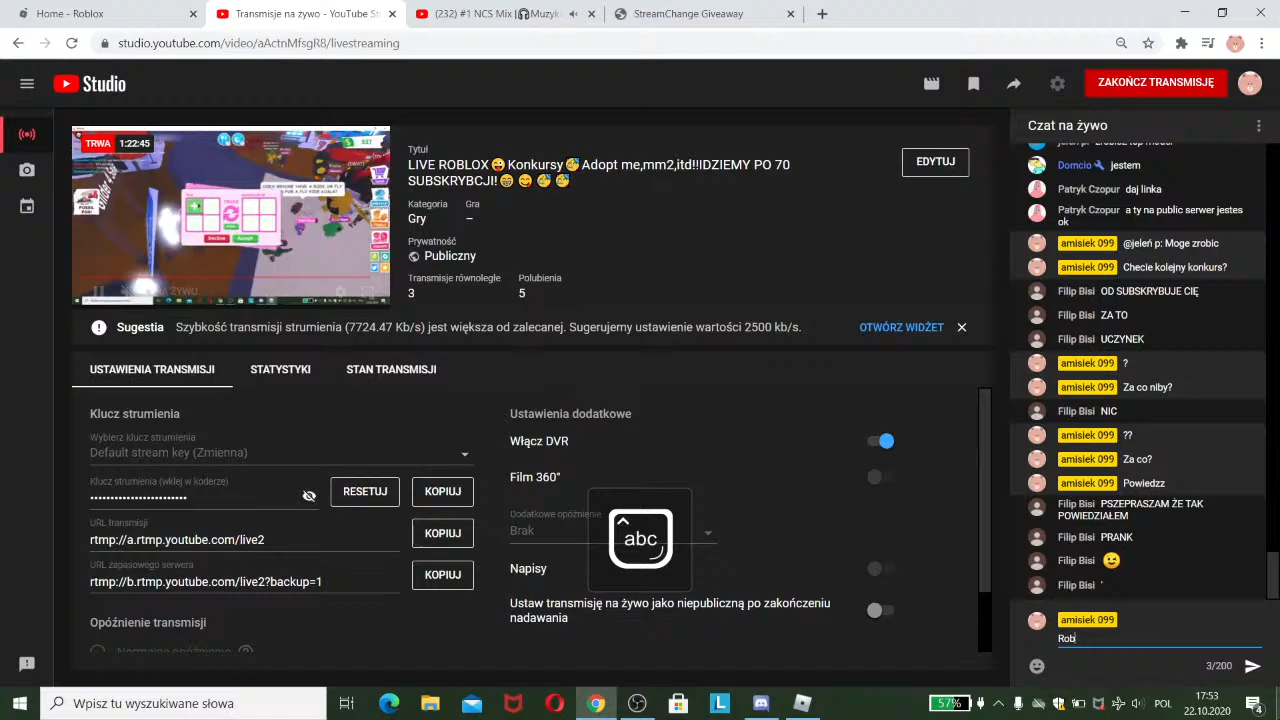 Home - Roblox
Transmisje na żywo - YouTube St
(232) #1 NCS Mix |🎧Muzyk
StreamChange Giveaway
studio.youtube.com/video/aActnMfsgR8/livestreaming
Studio
ZAKOŃCZ TRANSMISJĘ
TRWA 1:22:45
Tytuł
LIVE ROBLOX😜Konkursy😴Adopt me,mm2,itd!!!IDZIEMY PO 70
SUBSKRYBCJI!😁😋😴😴
EDYTUJ
Kategoria Gra
Gry –
Prywatność
Publiczny
Transmisje równoległe Polubienia
3 5
Sugestia Szybkość transmisji strumienia (7724.47 Kb/s) jest większa od zalecanej. Sugerujemy ustawienie wartości 2500 kb/s.
OTWÓRZ WIDŻET
USTAWIENIA TRANSMISJI STATYSTYKI STAN TRANSMISJI
Klucz strumienia
Wybierz klucz strumienia
Default stream key (Zmienna)
Klucz strumienia (wklej w koderze)
••••••••••••••••••••••••
RESETUJ KOPIUJ
URL transmisji
rtmp://a.rtmp.youtube.com/live2
KOPIUJ
URL zapasowego serwera
rtmp://b.rtmp.youtube.com/live2?backup=1
KOPIUJ
Opóźnienie transmisji
Normalne opóźnienie
Ustawienia dodatkowe
Włącz DVR
Film 360°
Dodatkowe opóźnienie
Brak
abc
Napisy
Ustaw transmisję na żywo jako niepubliczną po zakończeniu
nadawania
Czat na żywo
Domcio jestem
Patryk Czopur daj linka
Patryk Czopur a ty na public serwer jestes
ok
amisiek 099 @jeleń p: Moge zrobic
amisiek 099 Checie kolejny konkurs?
Filip Bisi OD SUBSKRYBUJE CIĘ
Filip Bisi ZA TO
Filip Bisi UCZYNEK
amisiek 099 ?
amisiek 099 Za co niby?
Filip Bisi NIC
amisiek 099 ??
amisiek 099 Za co?
amisiek 099 Powiedzz
Filip Bisi PSZEPRASZAM ŻE TAK
POWIEDZIAŁEM
Filip Bisi PRANK
Filip Bisi 😉
Filip Bisi '
amisiek 099
Rob
3/200
Wpisz tu wyszukiwane słowa
57%
POL
17:53
22.10.2020
4